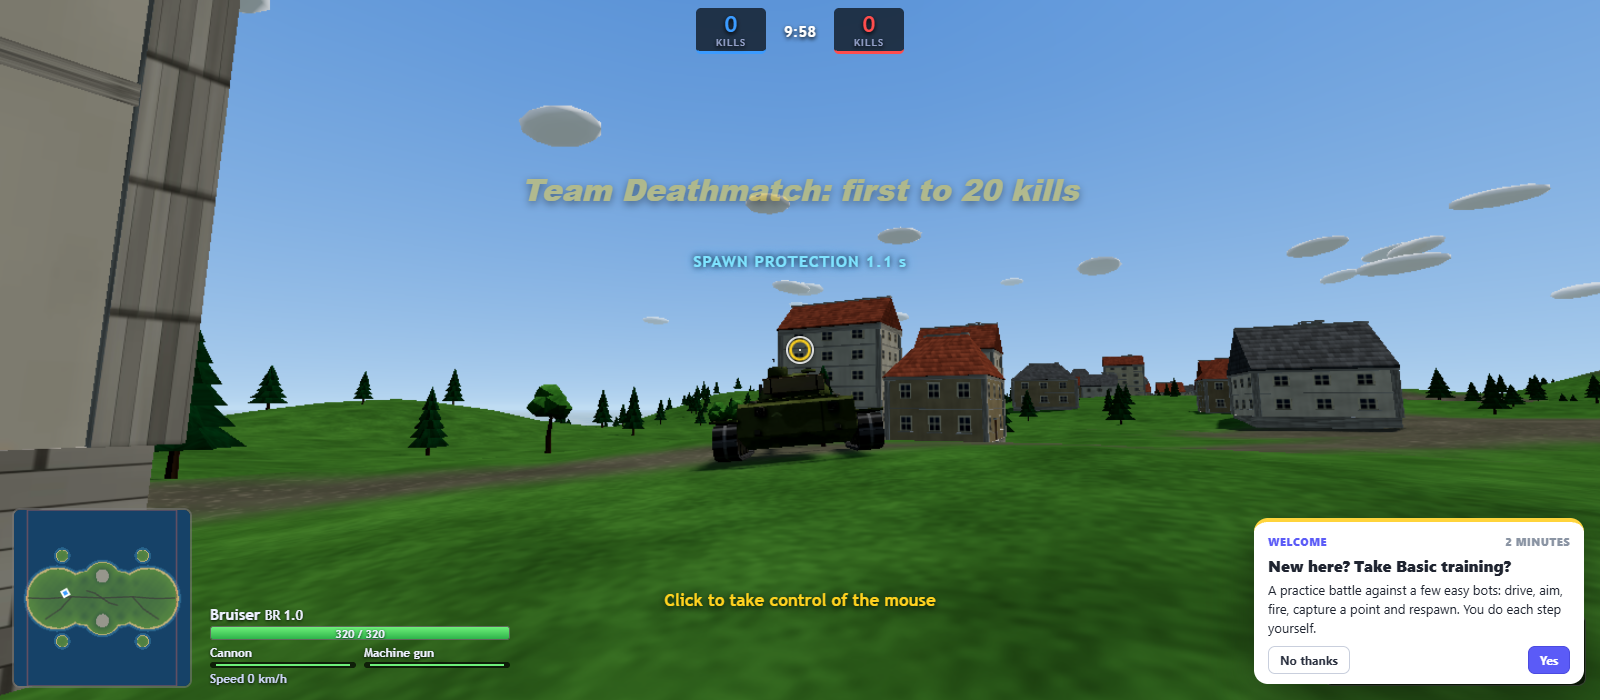 0
KILLS
9:58
0
KILLS
Team Deathmatch: first to 20 kills
SPAWN PROTECTION 1.1 s
Click to take control of the mouse
Bruiser BR 1.0
320 / 320
Cannon
Machine gun
Speed 0 km/h
WELCOME
2 MINUTES
New here? Take Basic training?
A practice battle against a few easy bots: drive, aim,
fire, capture a point and respawn. You do each step
yourself.
No thanks
Yes